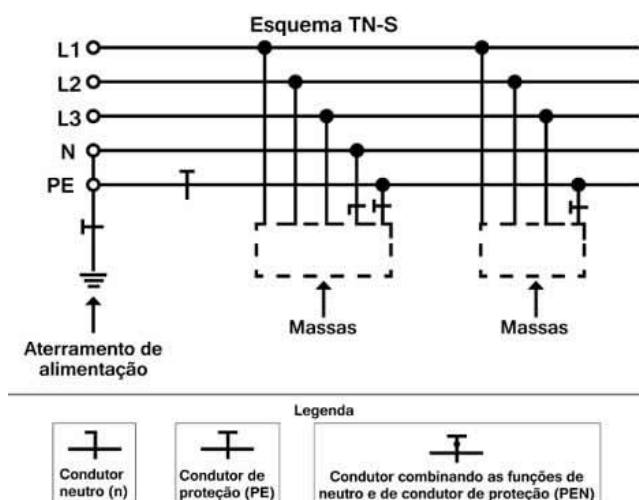 Esquema TN-S
L1
L2
L3
N
PE
Massas
Massas
Aterramento de
alimentação
Legenda
Condutor
neutro (n)
Condutor de
proteção (PE)
Condutor combinando as funções de
neutro e de condutor de proteção (PEN)